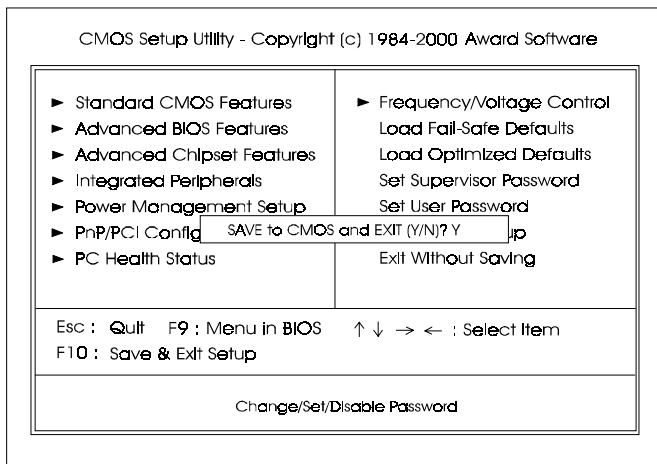 CMOS Setup Utility - Copyright (c) 1984-2000 Award Software
► Standard CMOS Features
► Advanced BIOS Features
► Advanced Chipset Features
► Integrated Peripherals
► Power Management Setup
► PnP/PCI Config
► PC Health Status
► Frequency/Voltage Control
Load Fail-Safe Defaults
Load Optimized Defaults
Set Supervisor Password
Set User Password
up
Exit Without Saving
SAVE to CMOS and EXIT (Y/N)? Y
Esc : Quit F9 : Menu in BIOS ↑ ↓ → ← : Select Item
F10 : Save & Exit Setup
Change/Set/Disable Password